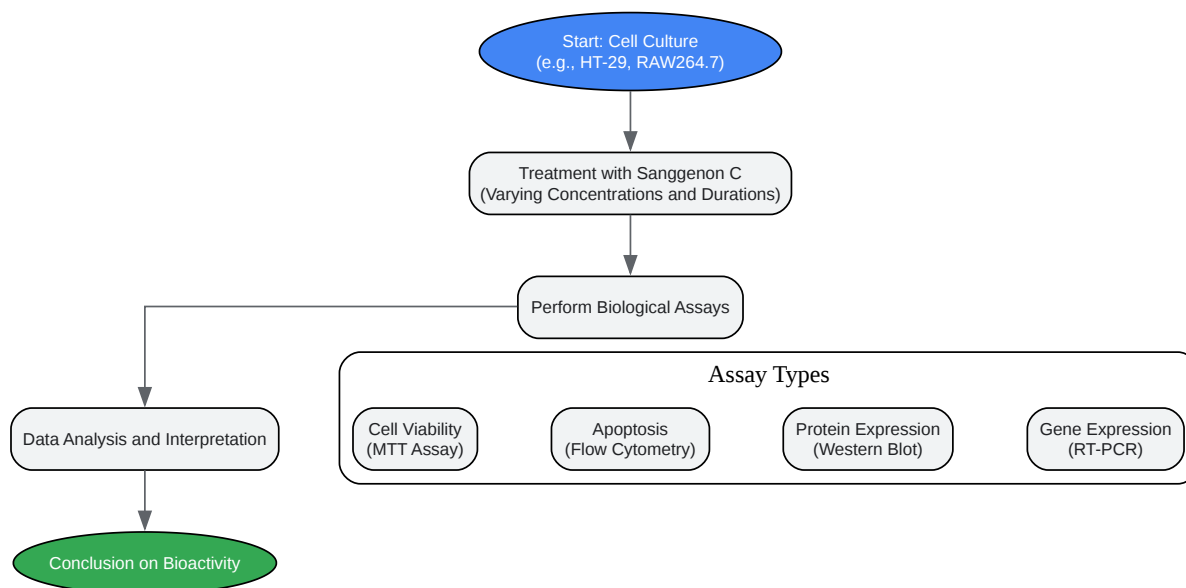 Start: Cell Culture
(e.g., HT-29, RAW264.7)
Treatment with Sanggenon C
(Varying Concentrations and Durations)
Perform Biological Assays
Assay Types
Cell Viability
(MTT Assay)
Apoptosis
(Flow Cytometry)
Protein Expression
(Western Blot)
Gene Expression
(RT-PCR)
Data Analysis and Interpretation
Conclusion on Bioactivity